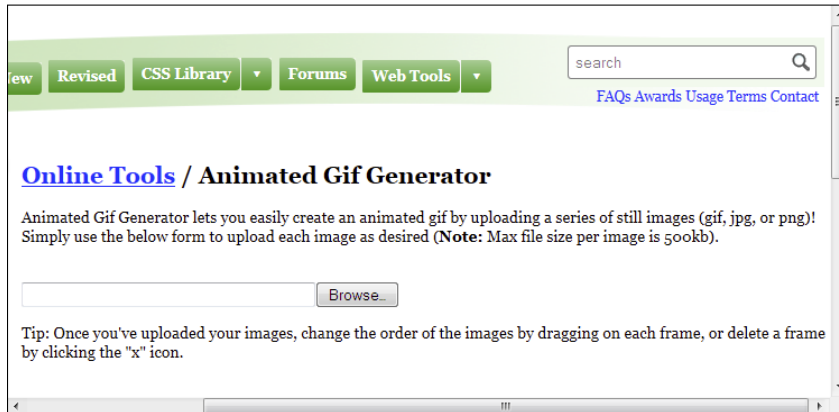 Revised CSS Library Forums Web Tools
search
FAQs Awards Usage Terms Contact
Online Tools / Animated Gif Generator
Animated Gif Generator lets you easily create an animated gif by uploading a series of still images (gif, jpg, or png)!
Simply use the below form to upload each image as desired (Note: Max file size per image is 500kb).
Browse...
Tip: Once you've uploaded your images, change the order of the images by dragging on each frame, or delete a frame
by clicking the "x" icon.